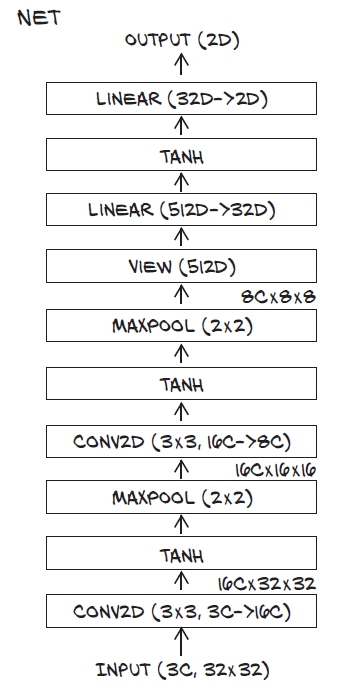 NET
OUTPUT (2D)
LINEAR (32D->2D)
TANH
LINEAR (512D->32D)
VIEW (512D)
8CX8X8
MAXPOOL (2X2)
TANH
CONV2D (3X3, 16C->8C)
16CX16X16
MAXPOOL (2X2)
TANH
16CX32X32
CONV2D (3X3, 3C->16C)
INPUT (3C, 32X32)